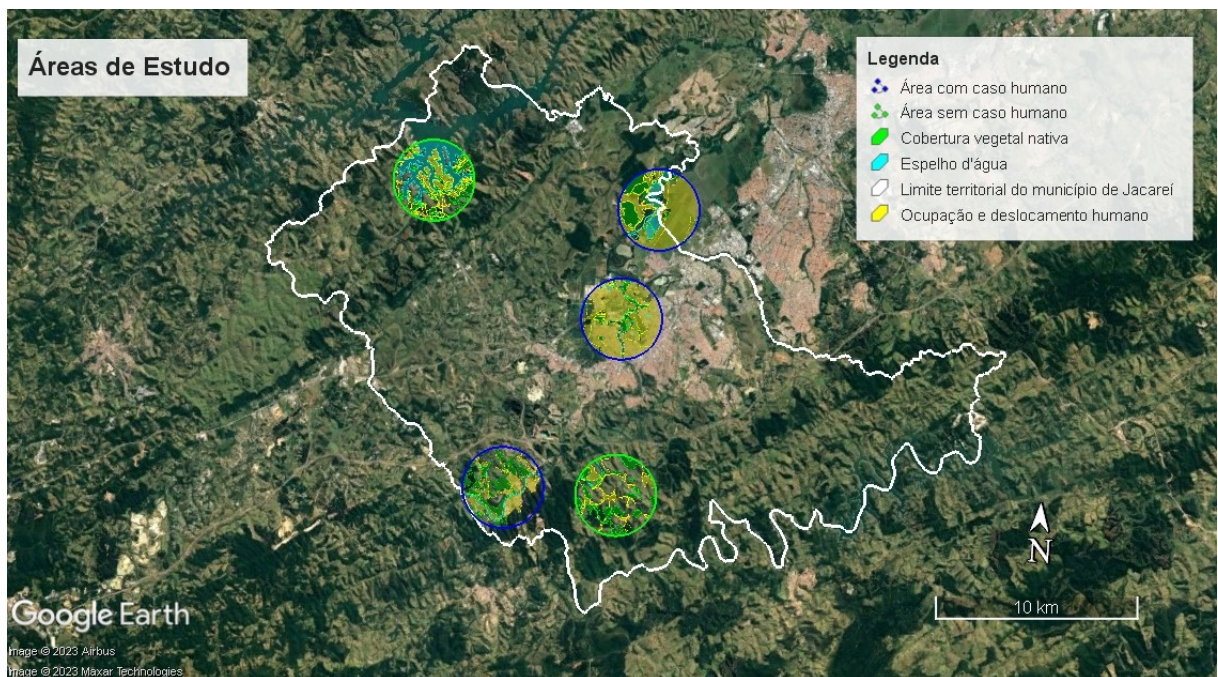 Áreas de Estudo
Legenda
Área com caso humano
Área sem caso humano
Cobertura vegetal nativa
Espelho d'água
Limite territorial do município de Jacareí
Ocupação e deslocamento humano
N
10 km
Google Earth
Image © 2023 Airbus
Image © 2023 Maxar Technologies